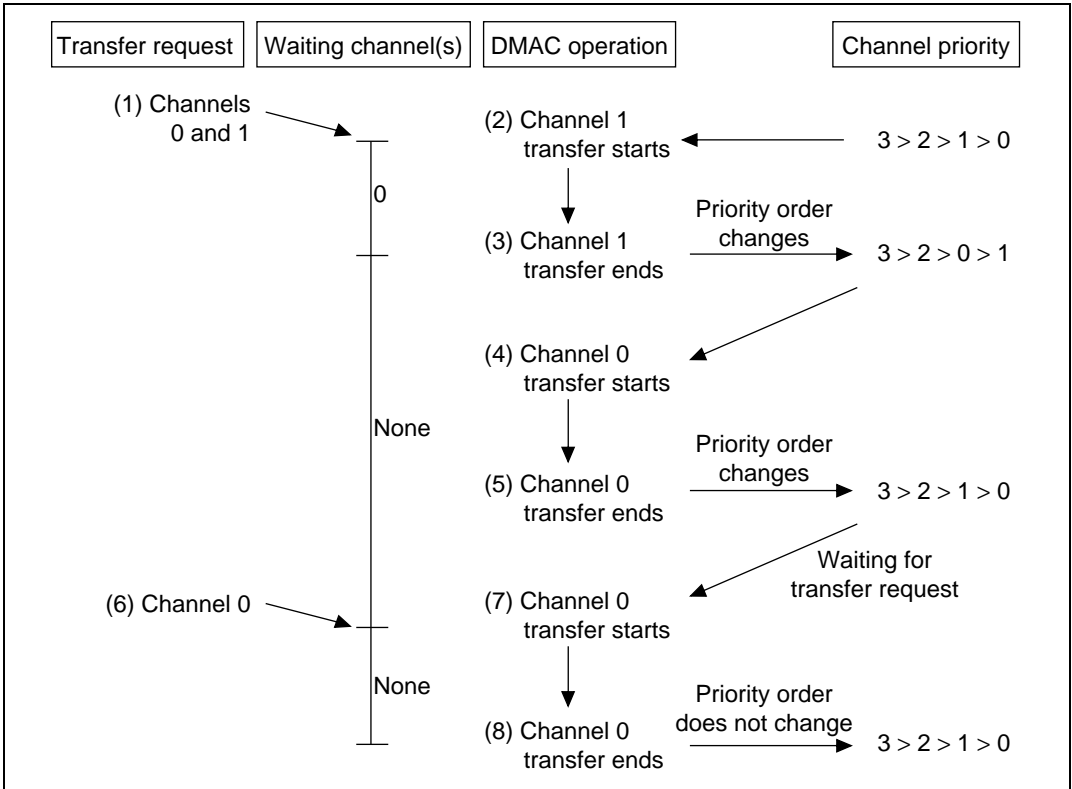 Transfer request
Waiting channel(s)
DMAC operation
Channel priority
(1) Channels
0 and 1
(2) Channel 1
transfer starts
3 > 2 > 1 > 0
0
Priority order
changes
(3) Channel 1
transfer ends
3 > 2 > 0 > 1
(4) Channel 0
transfer starts
None
Priority order
changes
(5) Channel 0
transfer ends
3 > 2 > 1 > 0
Waiting for
transfer request
(6) Channel 0
(7) Channel 0
transfer starts
None
Priority order
does not change
(8) Channel 0
transfer ends
3 > 2 > 1 > 0